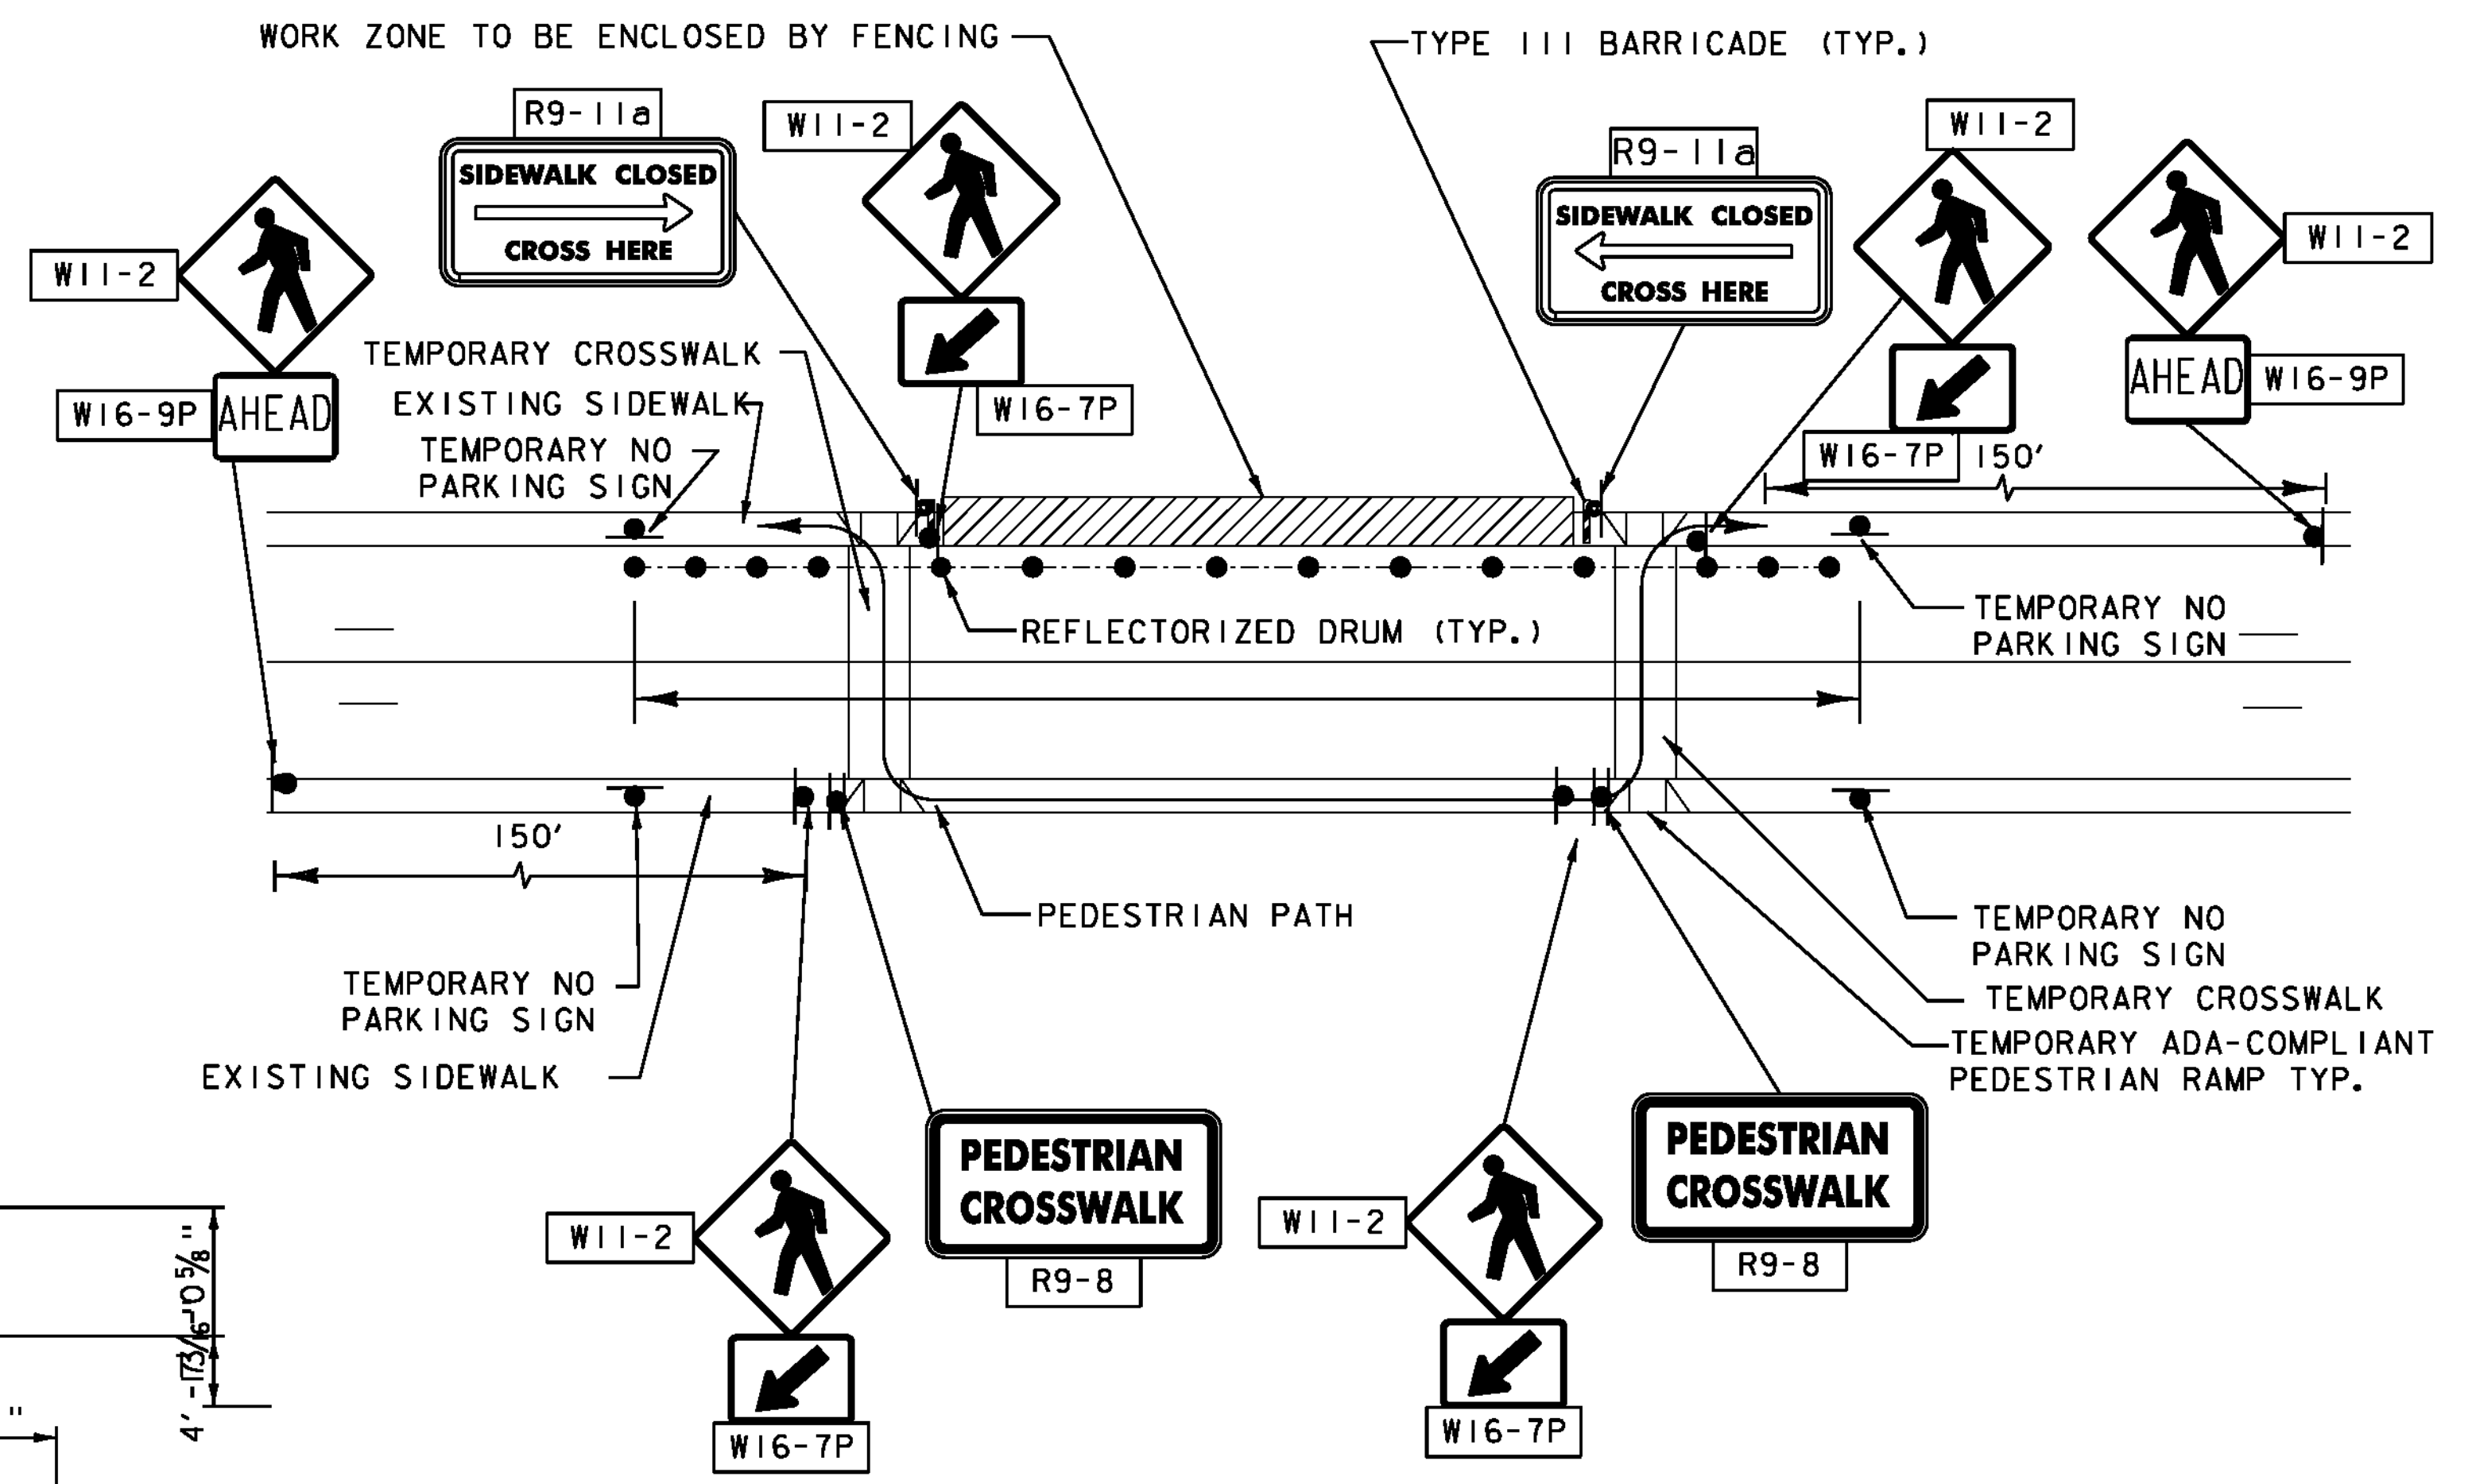 WORK ZONE TO BE ENCLOSED BY FENCING
TYPE III BARRICADE (TYP.)
R9-11a
SIDEWALK CLOSED
CROSS HERE
W11-2
R9-11a
SIDEWALK CLOSED
CROSS HERE
W11-2
W11-2
W11-2
W16-9P
AHEAD
TEMPORARY CROSSWALK
EXISTING SIDEWALK
TEMPORARY NO
PARKING SIGN
W16-7P
W16-7P
AHEAD
W16-9P
150'
REFLECTORIZED DRUM (TYP.)
TEMPORARY NO
PARKING SIGN
150'
PEDESTRIAN PATH
TEMPORARY NO
PARKING SIGN
TEMPORARY NO
PARKING SIGN
EXISTING SIDEWALK
TEMPORARY CROSSWALK
TEMPORARY ADA-COMPLIANT
PEDESTRIAN RAMP TYP.
PEDESTRIAN
CROSSWALK
R9-8
PEDESTRIAN
CROSSWALK
R9-8
W11-2
W16-7P
W11-2
W16-7P